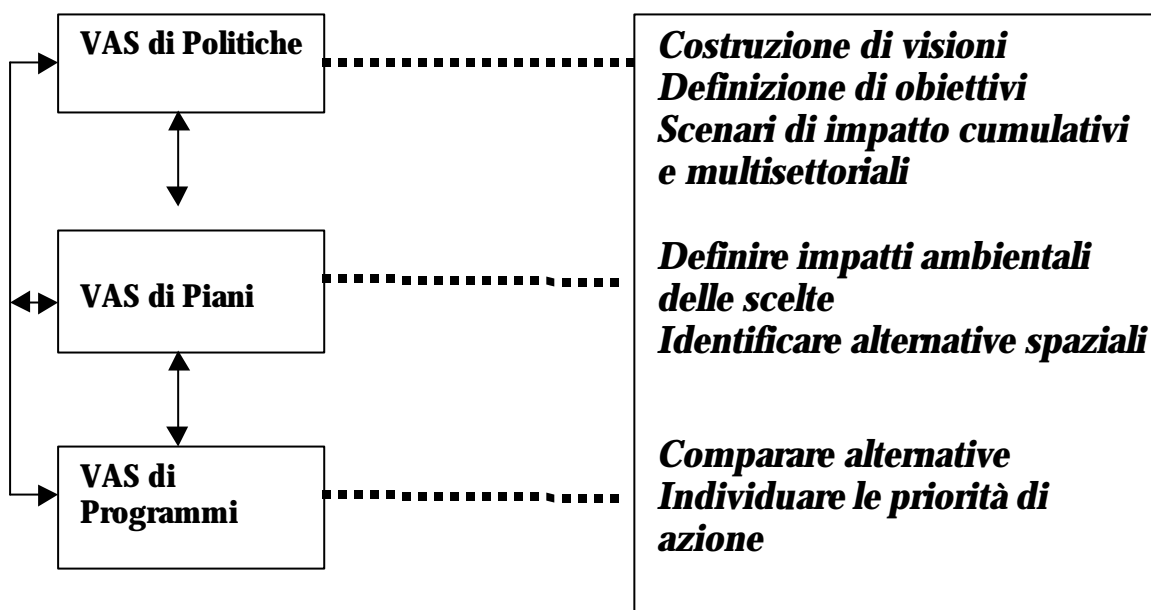 VAS di Politiche
Costruzione di visioni
Definizione di obiettivi
Scenari di impatto cumulativi
e multisettoriali
VAS di Piani
Definire impatti ambientali
delle scelte
Identificare alternative spaziali
VAS di
Programmi
Comparare alternative
Individuare le priorità di
azione